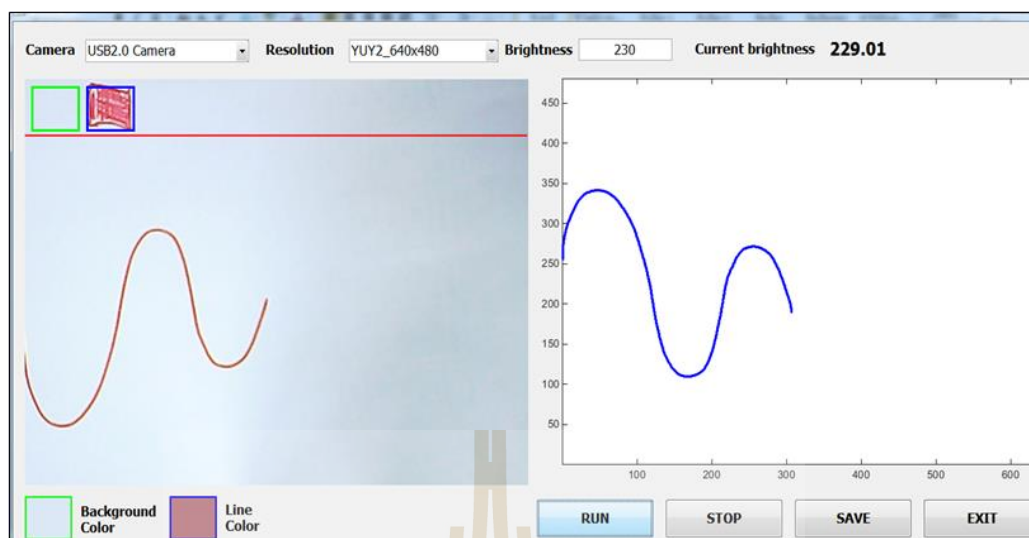 Camera USB2.0 Camera Resolution YUY2_640x480 Brightness 230 Current brightness 229.01
450
400
350
300
250
200
150
100
50
100 200 300 400 500 600
Background
Color
Line
Color
RUN STOP SAVE EXIT